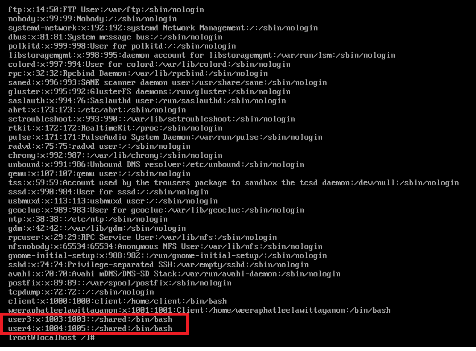 ftp:x:14:50:FTP User:/var/ftp:/sbin/nologin
nobody:x:99:99:Nobody:/:/sbin/nologin
systemd-network:x:192:192:systemd Network Management:/:/sbin/nologin
dbus:x:81:81:System message bus:/:/sbin/nologin
polkitd:x:999:998:User for polkitd:/:/sbin/nologin
libstoragemgmt:x:998:995:daemon account for libstoragemgmt:/var/run/lsm:/sbin/nologin
colord:x:997:994:User for colord:/var/lib/colord:/sbin/nologin
rpc:x:32:32:Rpcbind Daemon:/var/lib/rpcbind:/sbin/nologin
saned:x:996:993:SANE scanner daemon user:/usr/share/sane:/sbin/nologin
gluster:x:995:992:GlusterFS daemons:/run/gluster:/sbin/nologin
saslauth:x:994:76:Saslauthd user:/run/saslauthd:/sbin/nologin
abrt:x:173:173::/etc/abrt:/sbin/nologin
setroubleshoot:x:993:990::/var/lib/setroubleshoot:/sbin/nologin
rtkit:x:172:172:RealtimeKit:/proc:/sbin/nologin
pulse:x:171:171:PulseAudio System Daemon:/var/run/pulse:/sbin/nologin
radvd:x:75:75:radvd user:/:/sbin/nologin
chrony:x:992:987::/var/lib/chrony:/sbin/nologin
unbound:x:991:986:Unbound DNS resolver:/etc/unbound:/sbin/nologin
qemu:x:107:107:qemu user:/:/sbin/nologin
tss:x:59:59:Account used by the trousers package to sandbox the tcsd daemon:/dev/null:/sbin/nologin
sssd:x:990:984:User for sssd:/:/sbin/nologin
usbmuxd:x:113:113:usbmuxd user:/:/sbin/nologin
geoclue:x:989:983:User for geoclue:/var/lib/geoclue:/sbin/nologin
ntp:x:38:38::/etc/ntp:/sbin/nologin
gdm:x:42:42::/var/lib/gdm:/sbin/nologin
rpcuser:x:29:29:RPC Service User:/var/lib/nfs:/sbin/nologin
nfsnobody:x:65534:65534:Anonymous NFS User:/var/lib/nfs:/sbin/nologin
gnome-initial-setup:x:988:982::/run/gnome-initial-setup/:/sbin/nologin
sshd:x:74:74:Privilege-separated SSH:/var/empty/sshd:/sbin/nologin
avahi:x:70:70:Avahi mDNS/DNS-SD Stack:/var/run/avahi-daemon:/sbin/nologin
postfix:x:89:89::/var/spool/postfix:/sbin/nologin
tcpdump:x:72:72::/:/sbin/nologin
client:x:1000:1000:client:/home/client:/bin/bash
weeraphatleelawittayanon:x:1001:1001:Client:/home/weeraphatleelawittayanon:/bin/bash
user3:x:1003:1003::/shared:/bin/bash
user4:x:1004:1005::/shared:/bin/bash
[root@localhost /]#